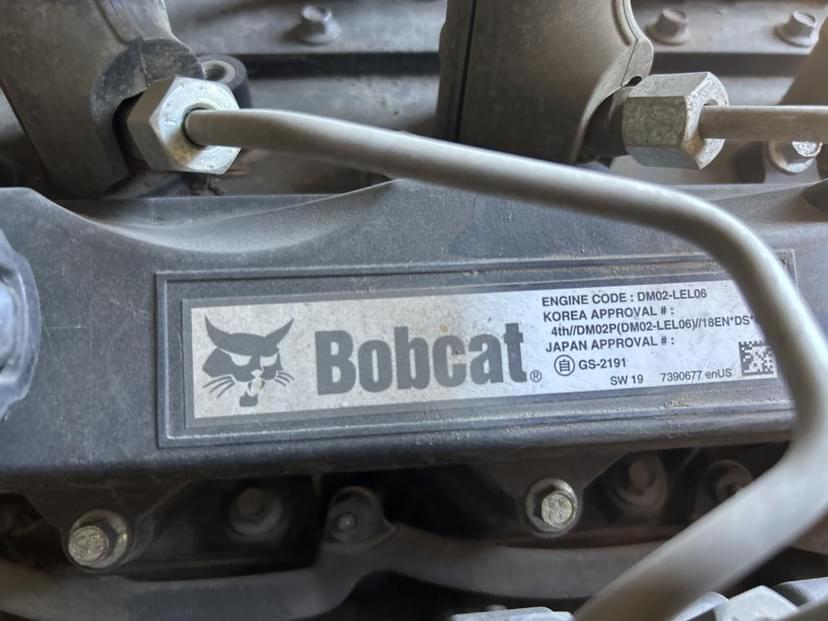 Bobcat®
ENGINE CODE : DM02-LEL06
KOREA APPROVAL # :
4th//DM02P(DM02-LEL06)//18EN*DS*
JAPAN APPROVAL # :
自 GS-2191
SW 19 7390677 enUS